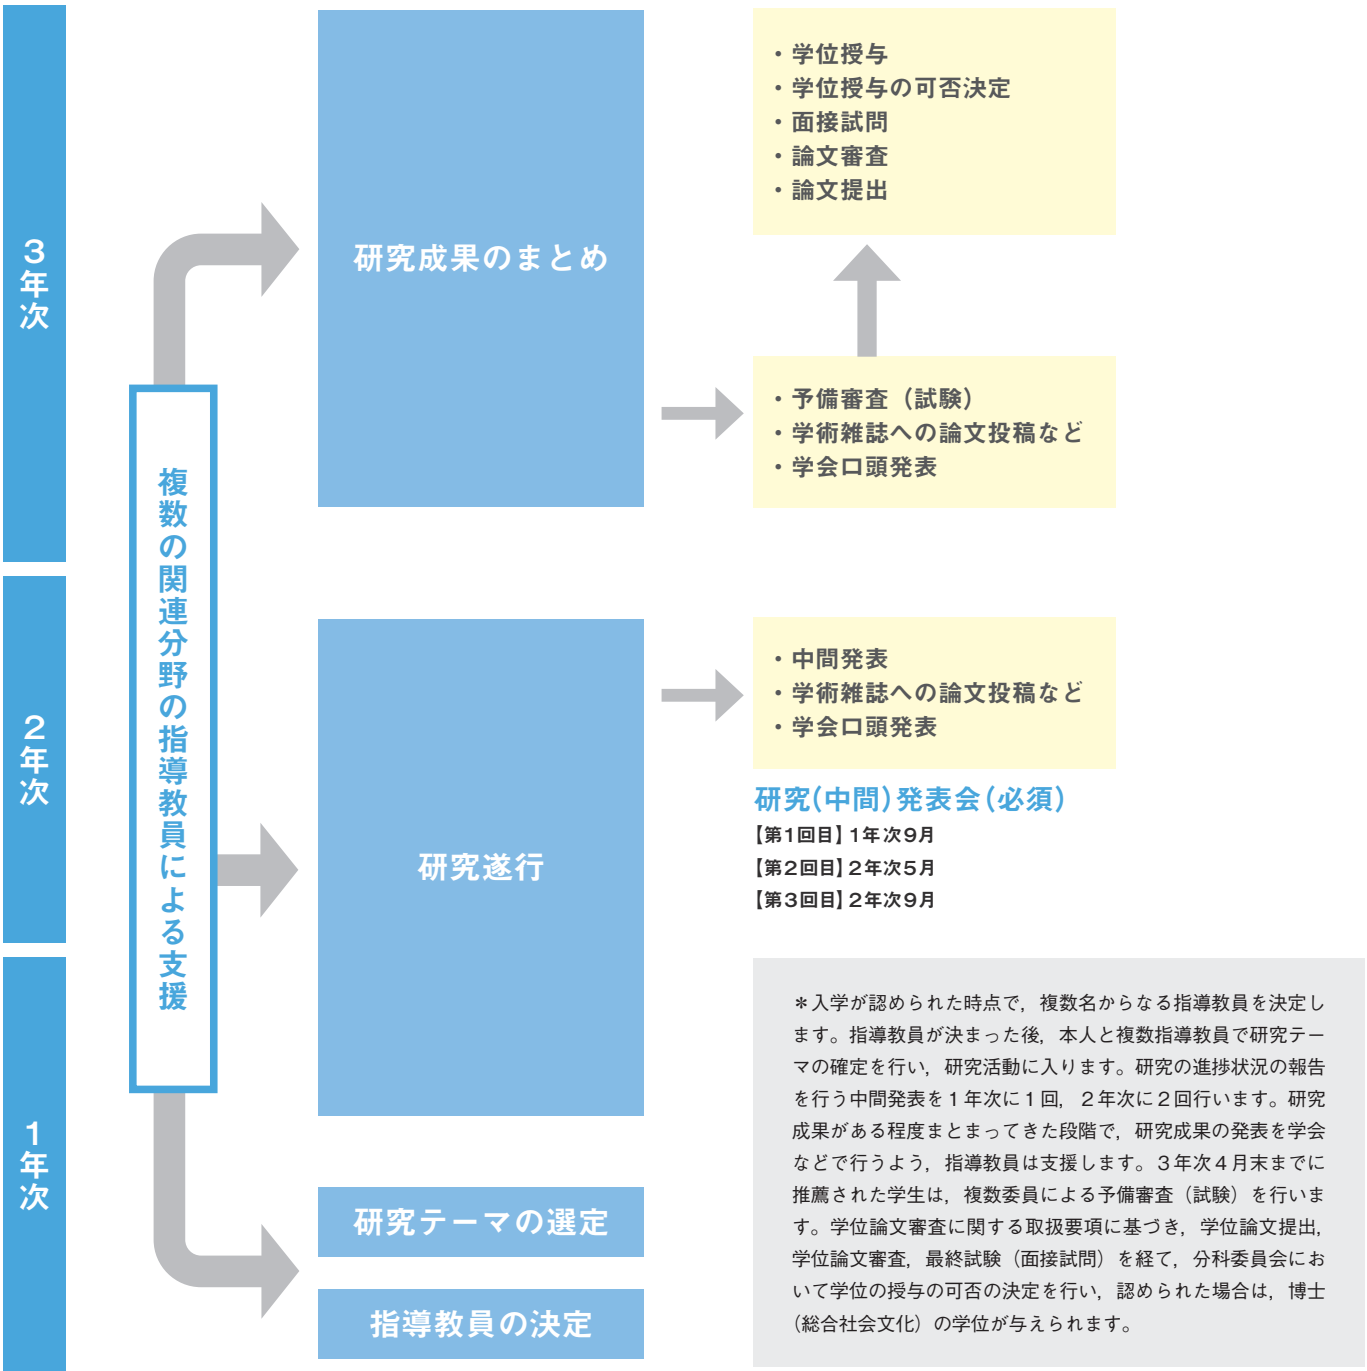 3年次
研究成果のまとめ
・学位授与
・学位授与の可否決定
・面接試問
・論文審査
・論文提出
・予備審査（試験）
・学術雑誌への論文投稿など
・学会口頭発表
複数の関連分野の指導教員による支援
2年次
研究遂行
・中間発表
・学術雑誌への論文投稿など
・学会口頭発表
研究(中間)発表会(必須)
【第1回目】1年次9月
【第2回目】2年次5月
【第3回目】2年次9月
1年次
研究テーマの選定
指導教員の決定
＊入学が認められた時点で，複数名からなる指導教員を決定し
ます。指導教員が決まった後，本人と複数指導教員で研究テー
マの確定を行い，研究活動に入ります。研究の進捗状況の報告
を行う中間発表を１年次に１回，２年次に２回行います。研究
成果がある程度まとまってきた段階で，研究成果の発表を学会
などで行うよう，指導教員は支援します。３年次４月末までに
推薦された学生は，複数委員による予備審査（試験）を行いま
す。学位論文審査に関する取扱要項に基づき，学位論文提出，
学位論文審査，最終試験（面接試問）を経て，分科委員会にお
いて学位の授与の可否の決定を行い，認められた場合は，博士
（総合社会文化）の学位が与えられます。